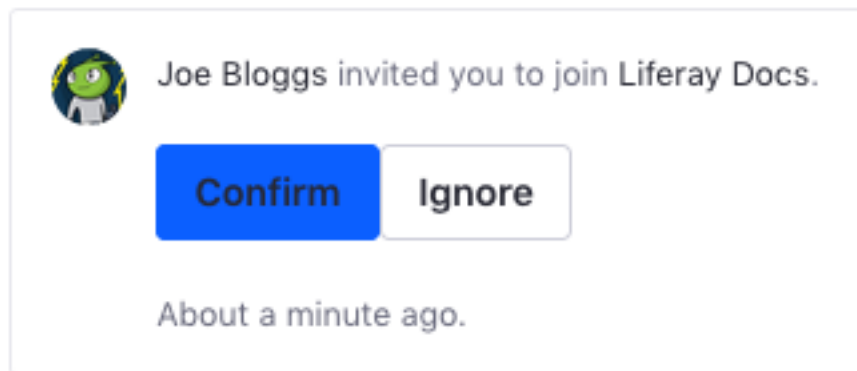 Joe Bloggs invited you to join Liferay Docs.
Confirm Ignore
About a minute ago.